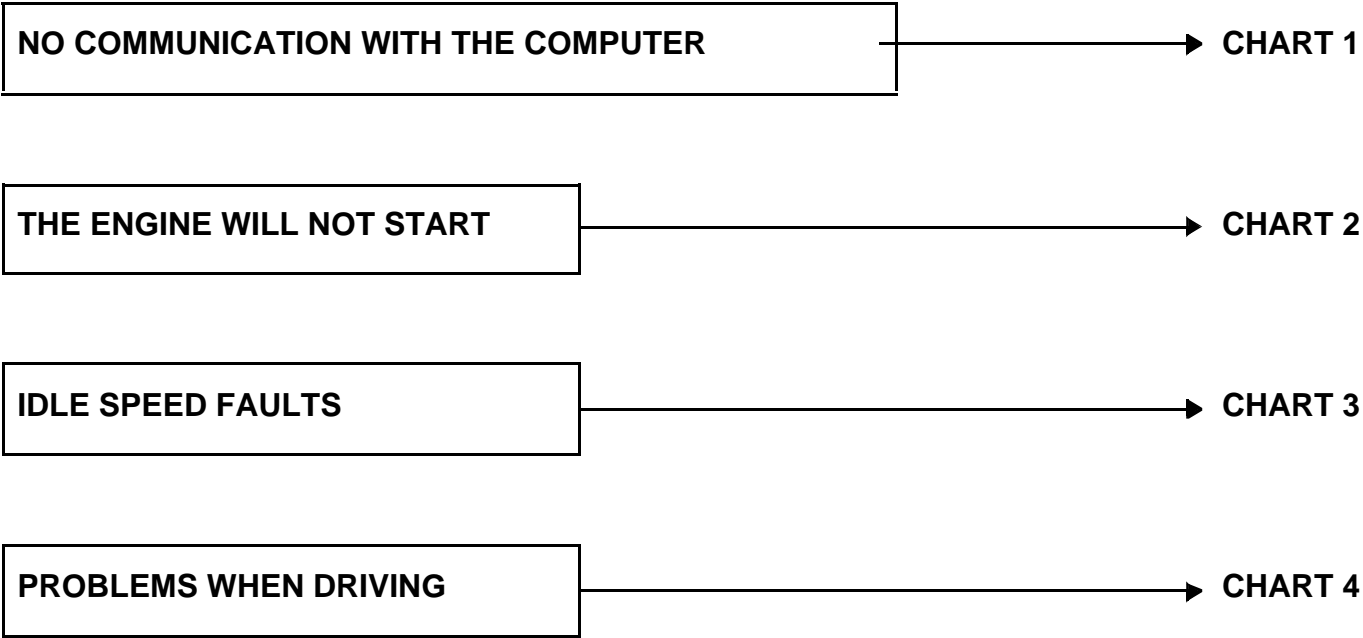 NO COMMUNICATION WITH THE COMPUTER CHART 1
THE ENGINE WILL NOT START CHART 2
IDLE SPEED FAULTS CHART 3
PROBLEMS WHEN DRIVING CHART 4